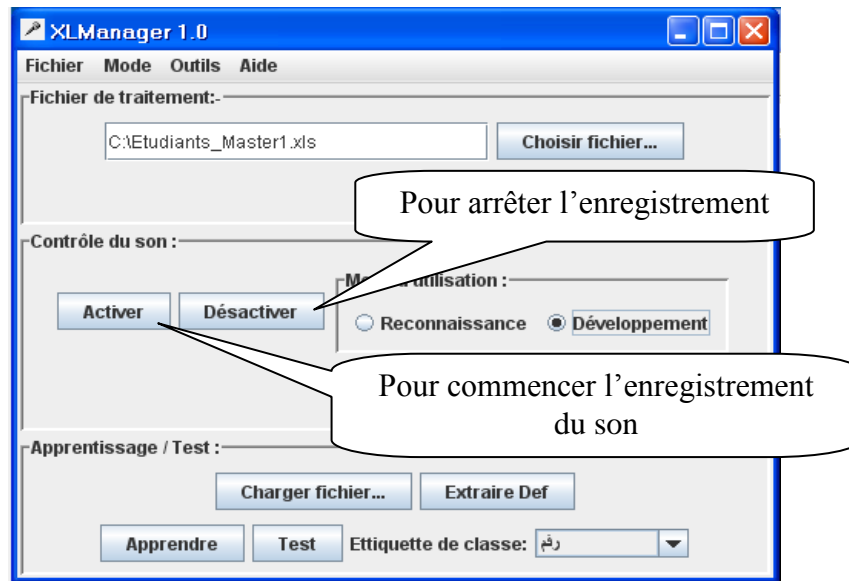 XLManager 1.0
Fichier Mode Outils Aide
Fichier de traitement:-
C:\Etudiants_Master1.xls
Choisir fichier...
Pour arrêter l’enregistrement
Contrôle du son :
utilisation :
Activer
Désactiver
Reconnaissance
Développement
Pour commencer l’enregistrement
du son
Apprentissage / Test :
Charger fichier...
Extraire Def
Apprendre
Test
Ettiquette de classe:
رقم